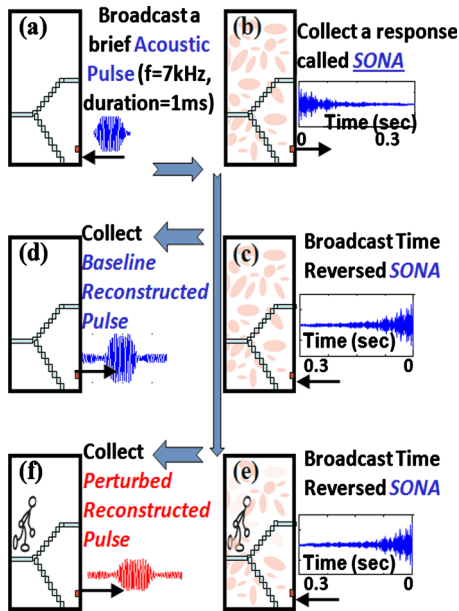 (a)
Broadcast a
brief Acoustic
Pulse (f=7kHz,
duration=1ms)
(b)
Collect a response
called SONA
Time (sec)
0 0.3
(d)
Collect
Baseline
Reconstructed
Pulse
(c)
Broadcast Time
Reversed SONA
Time (sec)
0.3 0
(f)
Collect
Perturbed
Reconstructed
Pulse
(e)
Broadcast Time
Reversed SONA
Time (sec)
0.3 0